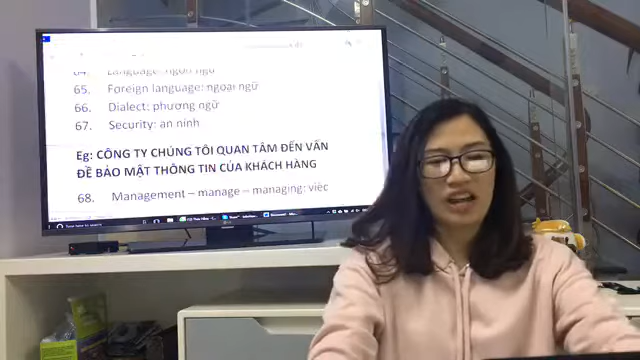 64. Language: ngôn ngữ
65. Foreign language: ngoại ngữ
66. Dialect: phương ngữ
67. Security: an ninh
Eg: CÔNG TY CHÚNG TÔI QUAN TÂM ĐẾN VẤN
ĐỀ BẢO MẬT THÔNG TIN CỦA KHÁCH HÀNG
68. Management – manage – managing: việc